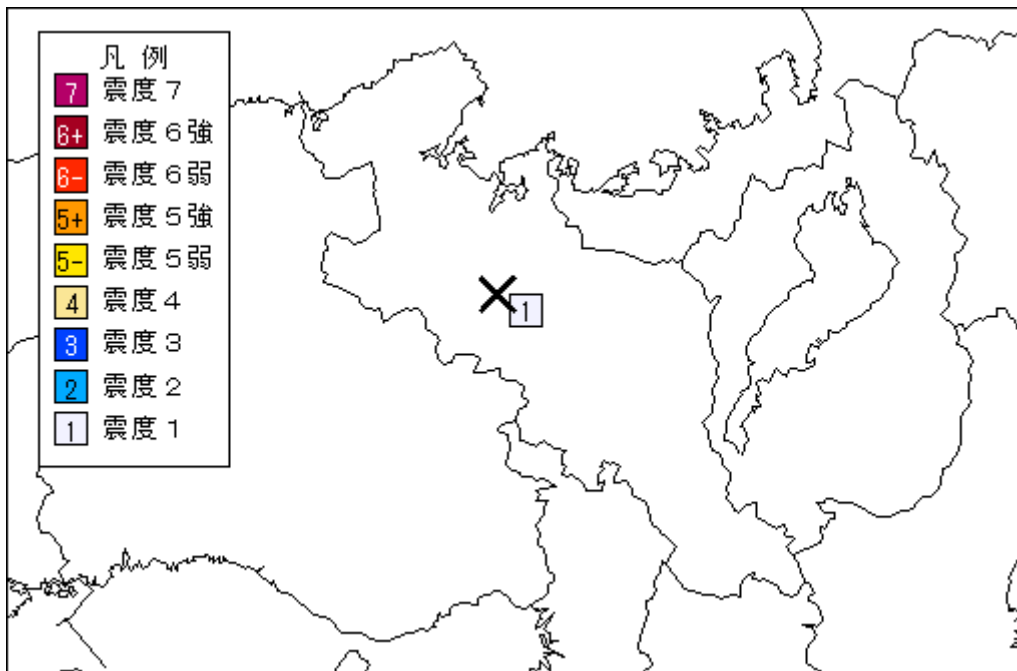 凡 例
7 震度７
6+ 震度６強
6- 震度６弱
5+ 震度５強
5- 震度５弱
4 震度４
3 震度３
2 震度２
1 震度１
1